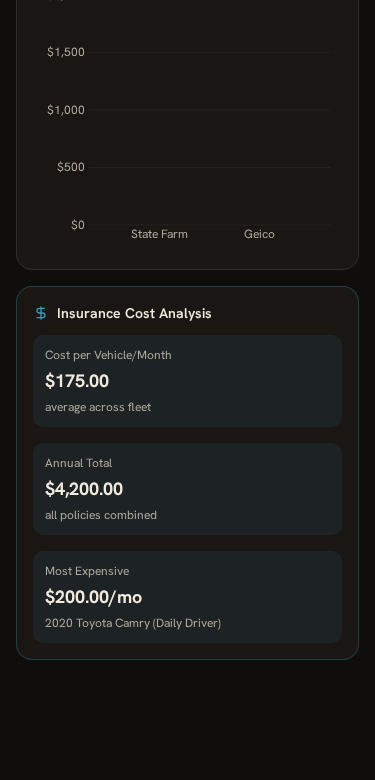 $1,500
$1,000
$500
$0
State Farm Geico
Insurance Cost Analysis
Cost per Vehicle/Month
$175.00
average across fleet
Annual Total
$4,200.00
all policies combined
Most Expensive
$200.00/mo
2020 Toyota Camry (Daily Driver)